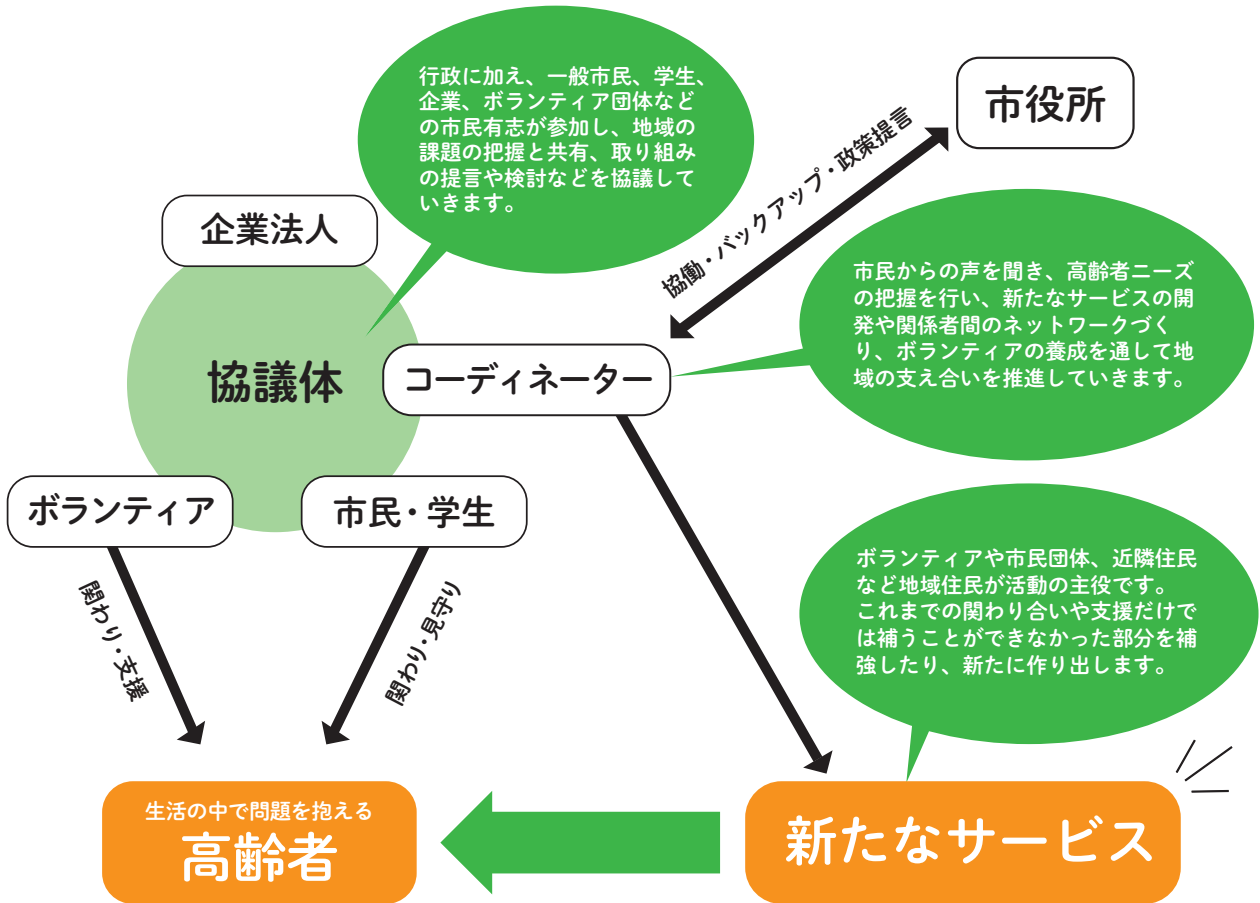 行政に加え、一般市民、学生、
企業、ボランティア団体など
の市民有志が参加し、地域の
課題の把握と共有、取り組み
の提言や検討などを協議して
いきます。
市役所
協働・バックアップ・政策提言
企業法人
市民からの声を聞き、高齢者ニーズ
の把握を行い、新たなサービスの開
発や関係者間のネットワークづく
り、ボランティアの養成を通して地
域の支え合いを推進していきます。
協議体
コーディネーター
ボランティア
市民・学生
ボランティアや市民団体、近隣住民
など地域住民が活動の主役です。
これまでの関わり合いや支援だけで
は補うことができなかった部分を補
強したり、新たに作り出します。
関わり・支援
関わり・見守り
生活の中で問題を抱える
高齢者
新たなサービス